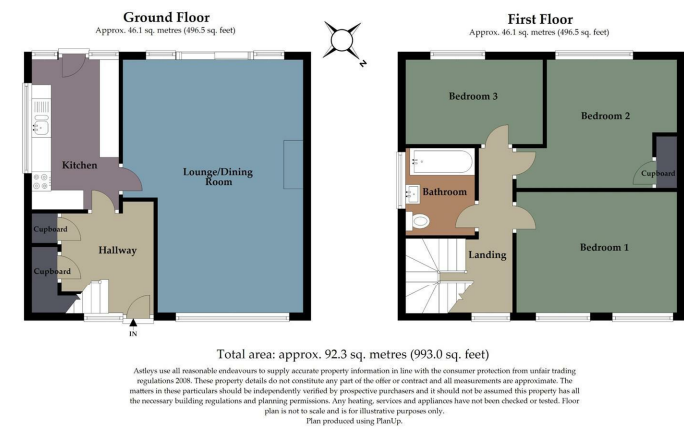 Ground Floor
Approx. 46.1 sq. metres (496.5 sq. feet)
First Floor
Approx. 46.1 sq. metres (496.5 sq. feet)
N
Kitchen
Lounge/Dining
Room
Cupboard
Hallway
Cupboard
IN
Bedroom 3
Bedroom 2
Cupboard
Bathroom
Bedroom 1
Landing
Total area: approx. 92.3 sq. metres (993.0 sq. feet)
Astleys use all reasonable endeavours to supply accurate property information in line with the consumer protection from unfair trading
regulations 2008. These property details do not constitute any part of the offer or contract and all measurements are approximate. The
matters in these particulars should be independently verified by prospective purchasers and it should not be assumed this property has all
the necessary building regulations and planning permissions. Any heating, services and appliances have not been checked or tested. Floor
plan is not to scale and is for illustrative purposes only.
Plan produced using PlanUp.